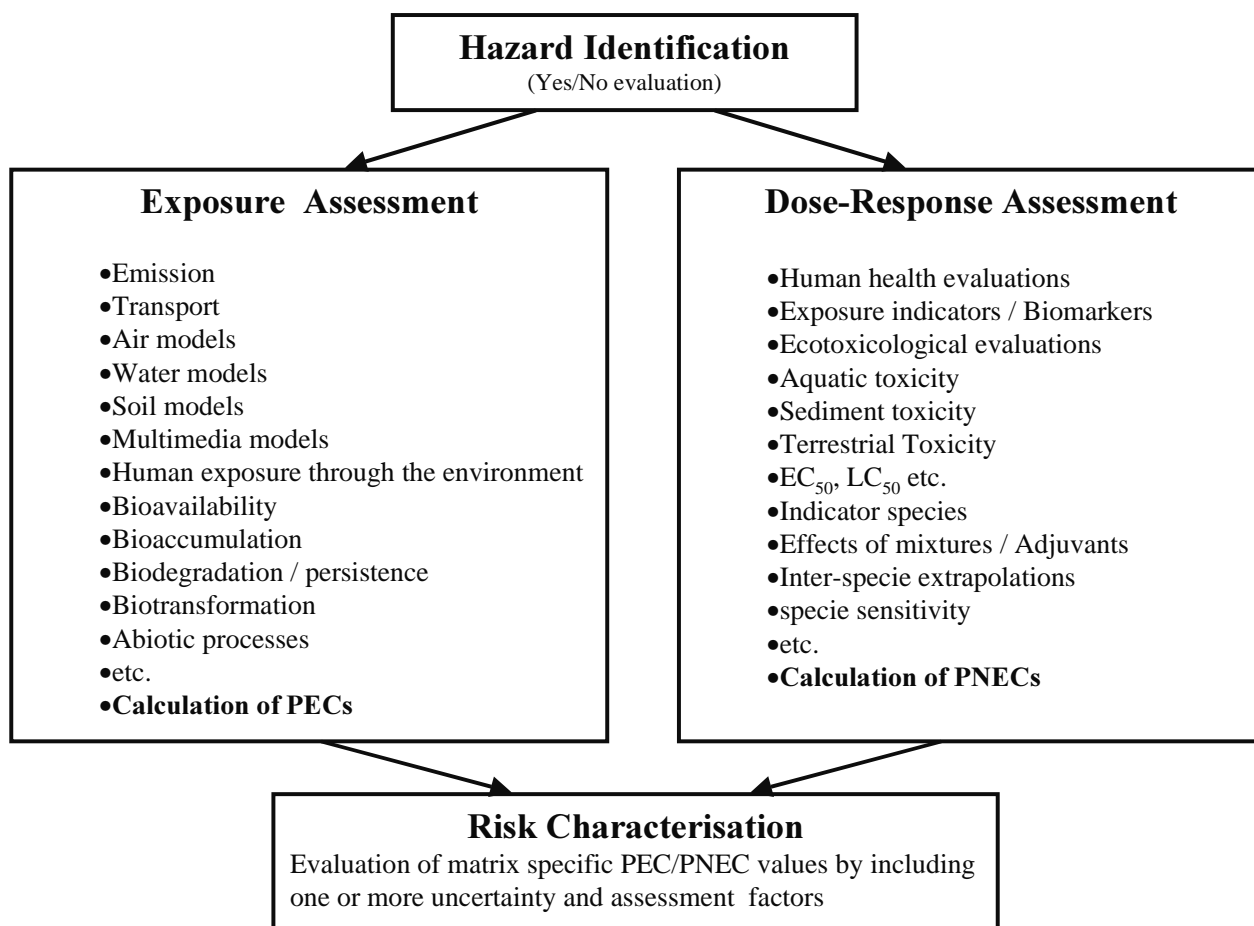 Hazard Identification
(Yes/No evaluation)
Exposure Assessment
•Emission
•Transport
•Air models
•Water models
•Soil models
•Multimedia models
•Human exposure through the environment
•Bioavailability
•Bioaccumulation
•Biodegradation / persistence
•Biotransformation
•Abiotic processes
•etc.
•Calculation of PECs
Dose-Response Assessment
•Human health evaluations
•Exposure indicators / Biomarkers
•Ecotoxicological evaluations
•Aquatic toxicity
•Sediment toxicity
•Terrestrial Toxicity
•EC50, LC50 etc.
•Indicator species
•Effects of mixtures / Adjuvants
•Inter-specie extrapolations
•specie sensitivity
•etc.
•Calculation of PNECs
Risk Characterisation
Evaluation of matrix specific PEC/PNEC values by including
one or more uncertainty and assessment factors